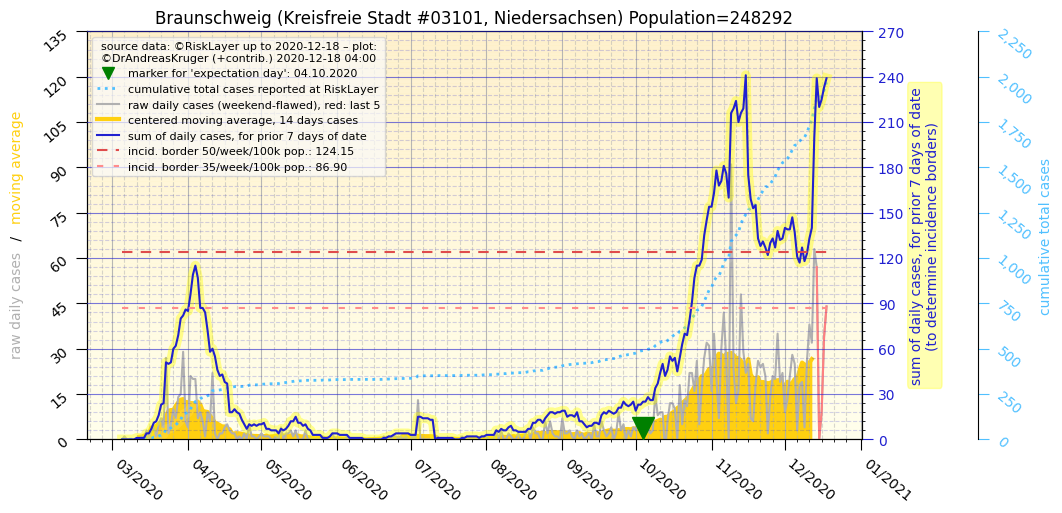 Braunschweig (Kreisfreie Stadt #03101, Niedersachsen) Population=248292
source data: ©RiskLayer up to 2020-12-18 – plot:
©DrAndreasKruger (+contrib.) 2020-12-18 04:00
marker for 'expectation day': 04.10.2020
cumulative total cases reported at RiskLayer
raw daily cases (weekend-flawed), red: last 5
centered moving average, 14 days cases
sum of daily cases, for prior 7 days of date
incid. border 50/week/100k pop.: 124.15
incid. border 35/week/100k pop.: 86.90
raw daily cases / moving average
135
120
105
90
75
60
45
30
15
0
03/2020
04/2020
05/2020
06/2020
07/2020
08/2020
09/2020
10/2020
11/2020
12/2020
01/2021
270
240
210
180
150
120
90
60
30
0
sum of daily cases, for prior 7 days of date
(to determine incidence borders)
2,250
2,000
1,750
1,500
1,250
1,000
750
500
250
0
cumulative total cases